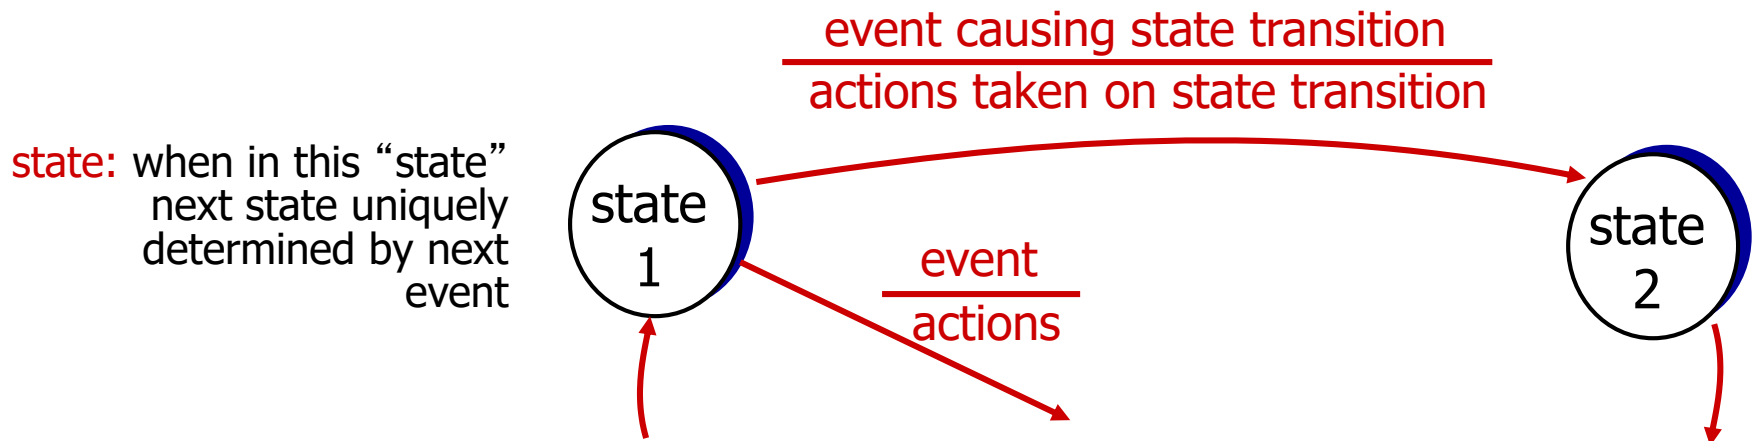 event causing state transition
actions taken on state transition
state: when in this “state”
next state uniquely
determined by next
event
state
1
event
actions
state
2